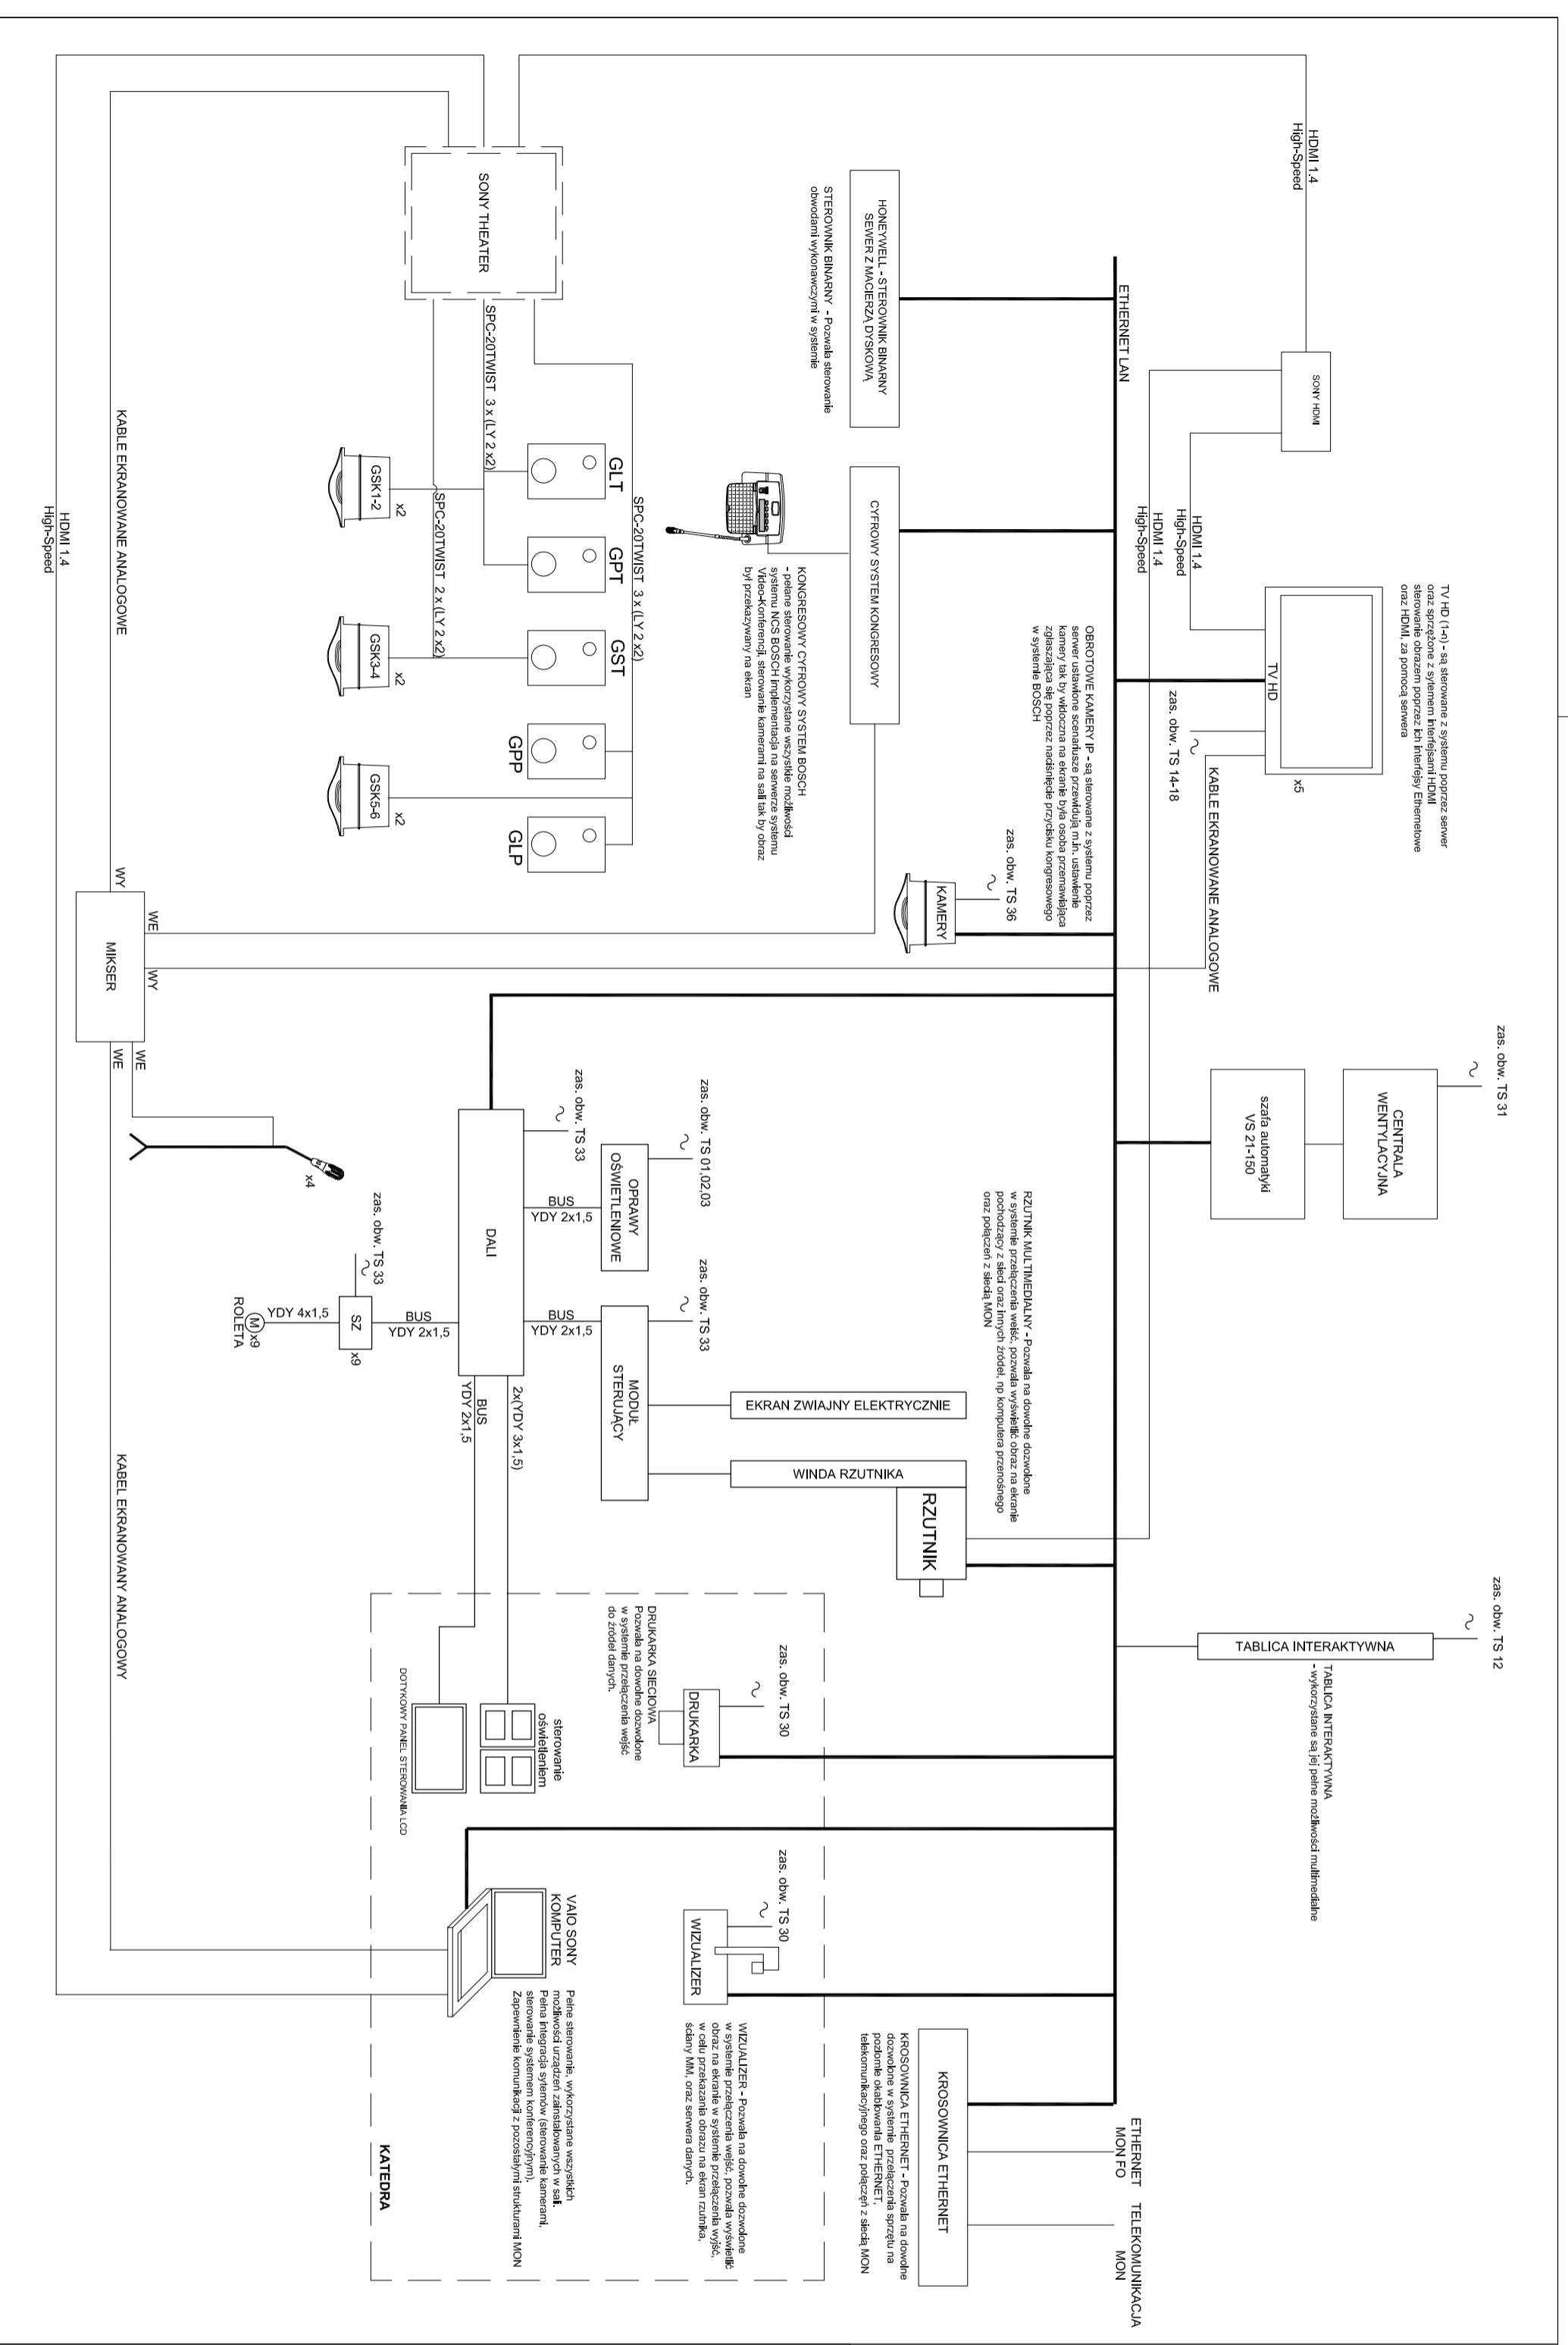 HDMI 1.4
High-Speed
SONY HDMI
HDMI 1.4
High-Speed
HDMI 1.4
High-Speed
TV HD (1-n) - są sterowane z systemu poprzez serwer
oraz sprzężone z sytemem interfejsami HDMI
sterowanie obrazem poprzez ich interfejsy Ethernetowe
oraz HDMI, za pomocą serwera
TV HD
x5
zas. obw. TS 14-18
KABLE EKRANOWANE ANALOGOWE
zas. obw. TS 31
CENTRALA
WENTYLACYJNA
szafa automatyki
VS 21-150
zas. obw. TS 12
TABLICA INTERAKTYWNA
TABLICA INTERAKTYWNA
- wykorzystane są jej pełne możliwości multimedialne
ETHERNET
MON FO
TELEKOMUNIKACJA
MON
ETHERNET LAN
HONEYWELL - STEROWNIK BINARNY
SEWER Z MACIERZĄ DYSKOWĄ
STEROWNIK BINARNY - Pozwala sterowanie
obwodami wykonawczymi w systemie
CYFROWY SYSTEM KONGRESOWY
KONGRESOWY CYFROWY SYSTEM BOSCH
- pełane sterowanie wykorzystane wszystkie możliwości
systemu NCS BOSCH implementacja na serwerze systemu
Video-Konferencji, sterowanie kamerami na sali tak by obraz
był przekazywany na ekran
OBROTOWE KAMERY IP - są sterowane z systemu poprzez
serwer ustawione scenariusze przewidują m.in. ustawienie
kamery tak by widoczna na ekranie była osoba przemawiająca
zgłaszająca się poprzez naciśnięcie przycisku kongresowego
w systemie BOSCH
zas. obw. TS 36
KAMERY
RZUTNIK MULTIMEDIALNY - Pozwala na dowolne dozwolone
w systemie przełączenia wejść, pozwala wyświetlić obraz na ekranie
pochodzący z sieci oraz innych źródeł, np komputera przenośnego
oraz połączeń z siedą MON
EKRAN ZWIAJNY ELEKTRYCZNIE
WINDA RZUTNIKA
RZUTNIK
KROSOWNICA ETHERNET
KROSOWNICA ETHERNET - Pozwala na dowolne
dozwolone w systemie przełączenia sprzętu na
poziomie okablowania ETHERNET,
telekomunikacyjnego oraz połączęń z siedą MON
SONY THEATER
SPC-20TWIST 3 x (LY 2 x2)
SPC-20TWIST 3 x (LY 2 x2)
SPC-20TWIST 2 x (LY 2 x2)
GLT
GPT
GST
GPP
GLP
GSK1-2
x2
GSK3-4
x2
GSK5-6
x2
zas. obw. TS 01,02,03
OPRAWY
OŚWIETLENIOWE
zas. obw. TS 33
BUS
YDY 2x1,5
DALI
zas. obw. TS 33
MODUŁ
STERUJĄCY
BUS
YDY 2x1,5
2x(YDY 3x1,5)
BUS
YDY 2x1,5
BUS
YDY 2x1,5
zas. obw. TS 33
SZ
x9
YDY 4x1,5
M
x9
ROLETA
zas. obw. TS 30
DRUKARKA
DRUKARKA SIECIOWA
Pozwala na dowolne dozwolone
w systemie przełączenia wejść
do źródeł danych.
sterowanie
oświetleniem
DOTYKOWY PANEL STEROWANIA LCD
zas. obw. TS 30
WIZUALIZER
WIZUALIZER - Pozwala na dowolne dozwolone
w systemie przełączenia wejść, pozwala wyświetlić
obraz na ekranie w systemie przełączenia wyjść,
w celu przekazania obrazu na ekran rzutnika,
ściany MM, oraz serwera danych.
VAIO SONY
KOMPUTER
Pełne sterowanie, wykorzystane wszystkich
możliwości urządzeń zainstalowanych w sali.
Pełna integracja sytemów (sterowanie kamerami,
sterowanie systemem konferencyjnym).
Zapewnienie komunikacji z pozostałymi strukturami MON
KATEDRA
KABLE EKRANOWANE ANALOGOWE
WY
WE
WY
MIKSER
WE
WE
x4
KABEL EKRANOWANY ANALOGOWY
HDMI 1.4
High-Speed